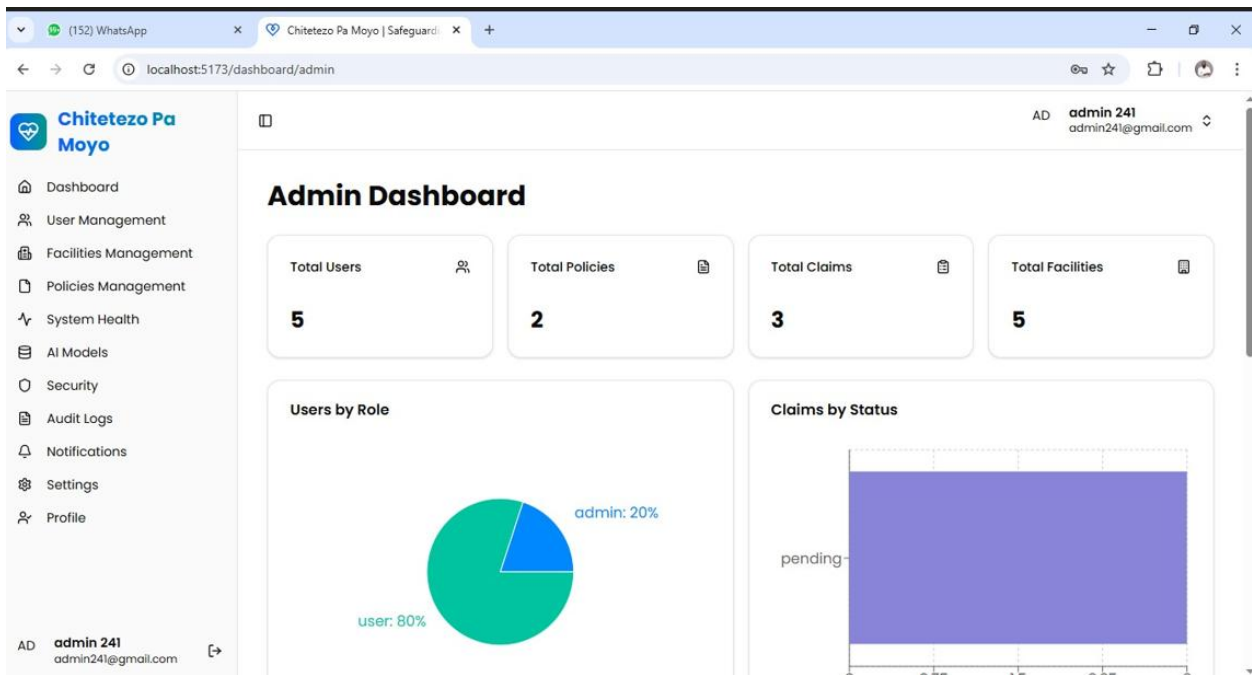 (152) WhatsApp
Chitetezo Pa Moyo | Safeguardi
localhost:5173/dashboard/admin
Chitetezo Pa
Moyo
Dashboard
User Management
Facilities Management
Policies Management
System Health
AI Models
Security
Audit Logs
Notifications
Settings
Profile
AD
admin 241
admin241@gmail.com
AD
admin 241
admin241@gmail.com
Admin Dashboard
Total Users
5
Total Policies
2
Total Claims
3
Total Facilities
5
Users by Role
admin: 20%
user: 80%
Claims by Status
pending